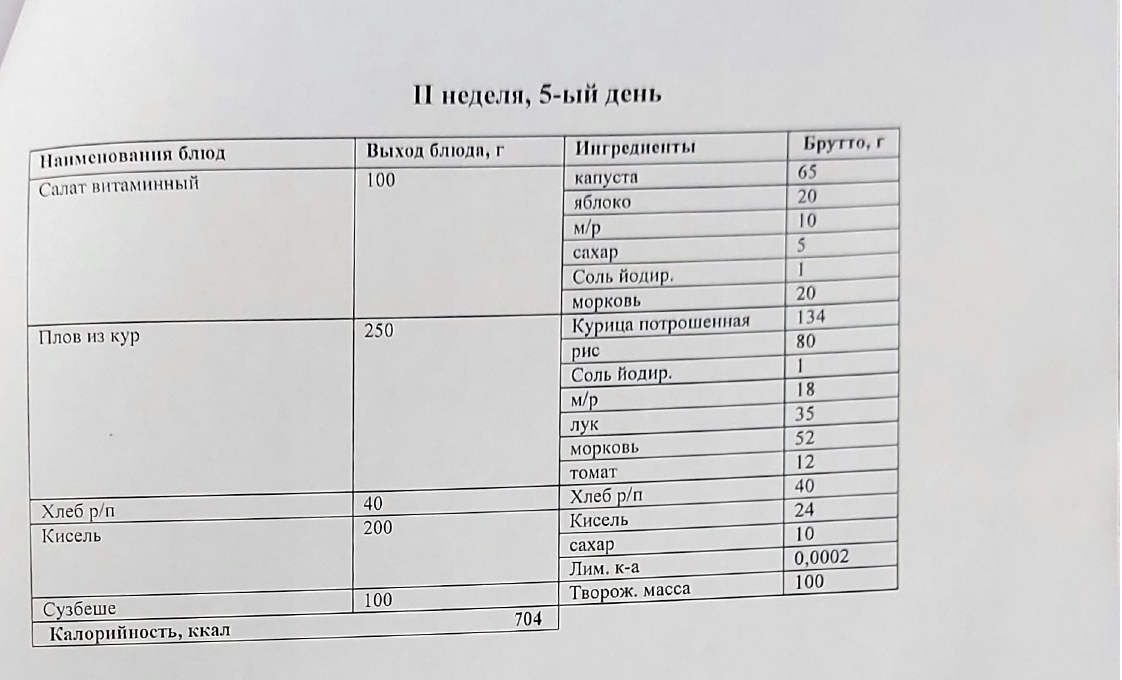 II неделя, 5-ый день
Наименования блюд Выход блюда, г Ингредиенты Брутто, г
Салат витаминный 100 капуста 65
яблоко 20
м/р 10
сахар 5
Соль йодир. 1
морковь 20
Плов из кур 250 Курица потрошенная 134
рис 80
Соль йодир. 1
м/р 18
лук 35
морковь 52
томат 12
Хлеб р/п 40 Хлеб р/п 40
Кисель 200 Кисель 24
сахар 10
Лим. к-а 0,0002
Сузбеше 100 Творож. масса 100
Калорийность, ккал 704